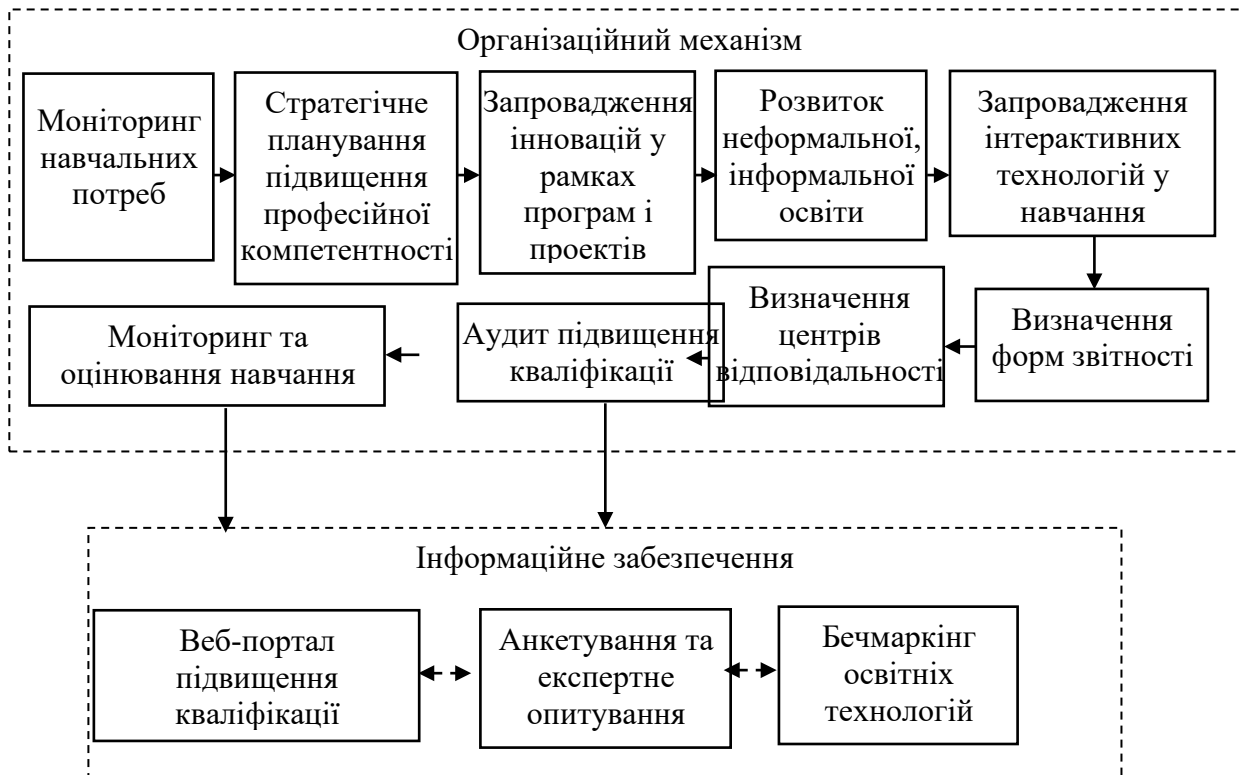 Організаційний механізм
Моніторинг
навчальних
потреб
Стратегічне
планування
підвищення
професійної
компетентності
Запровадження
інновацій у
рамках
програм і
проектів
Розвиток
неформальної,
інформальної
освіти
Запровадження
інтерактивних
технологій у
навчання
Визначення
форм звітності
Визначення
центрів
відповідальності
Аудит підвищення
кваліфікації
Моніторинг та
оцінювання навчання
Інформаційне забезпечення
Веб-портал
підвищення
кваліфікації
Анкетування та
експертне
опитування
Бечмаркінг
освітніх
технологій